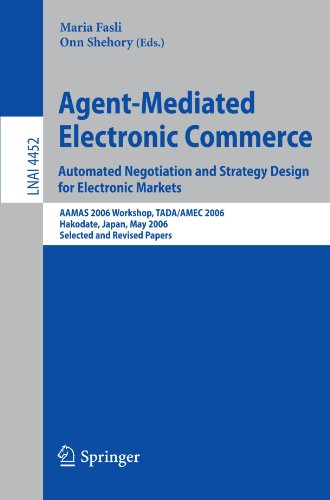 Maria Fasli
Onn Shehory (Eds.)
LNAI 4452
Agent-Mediated
Electronic Commerce
Automated Negotiation and Strategy Design
for Electronic Markets
AAMAS 2006 Workshop, TADA/AMEC 2006
Hakodate, Japan, May 2006
Selected and Revised Papers
Springer